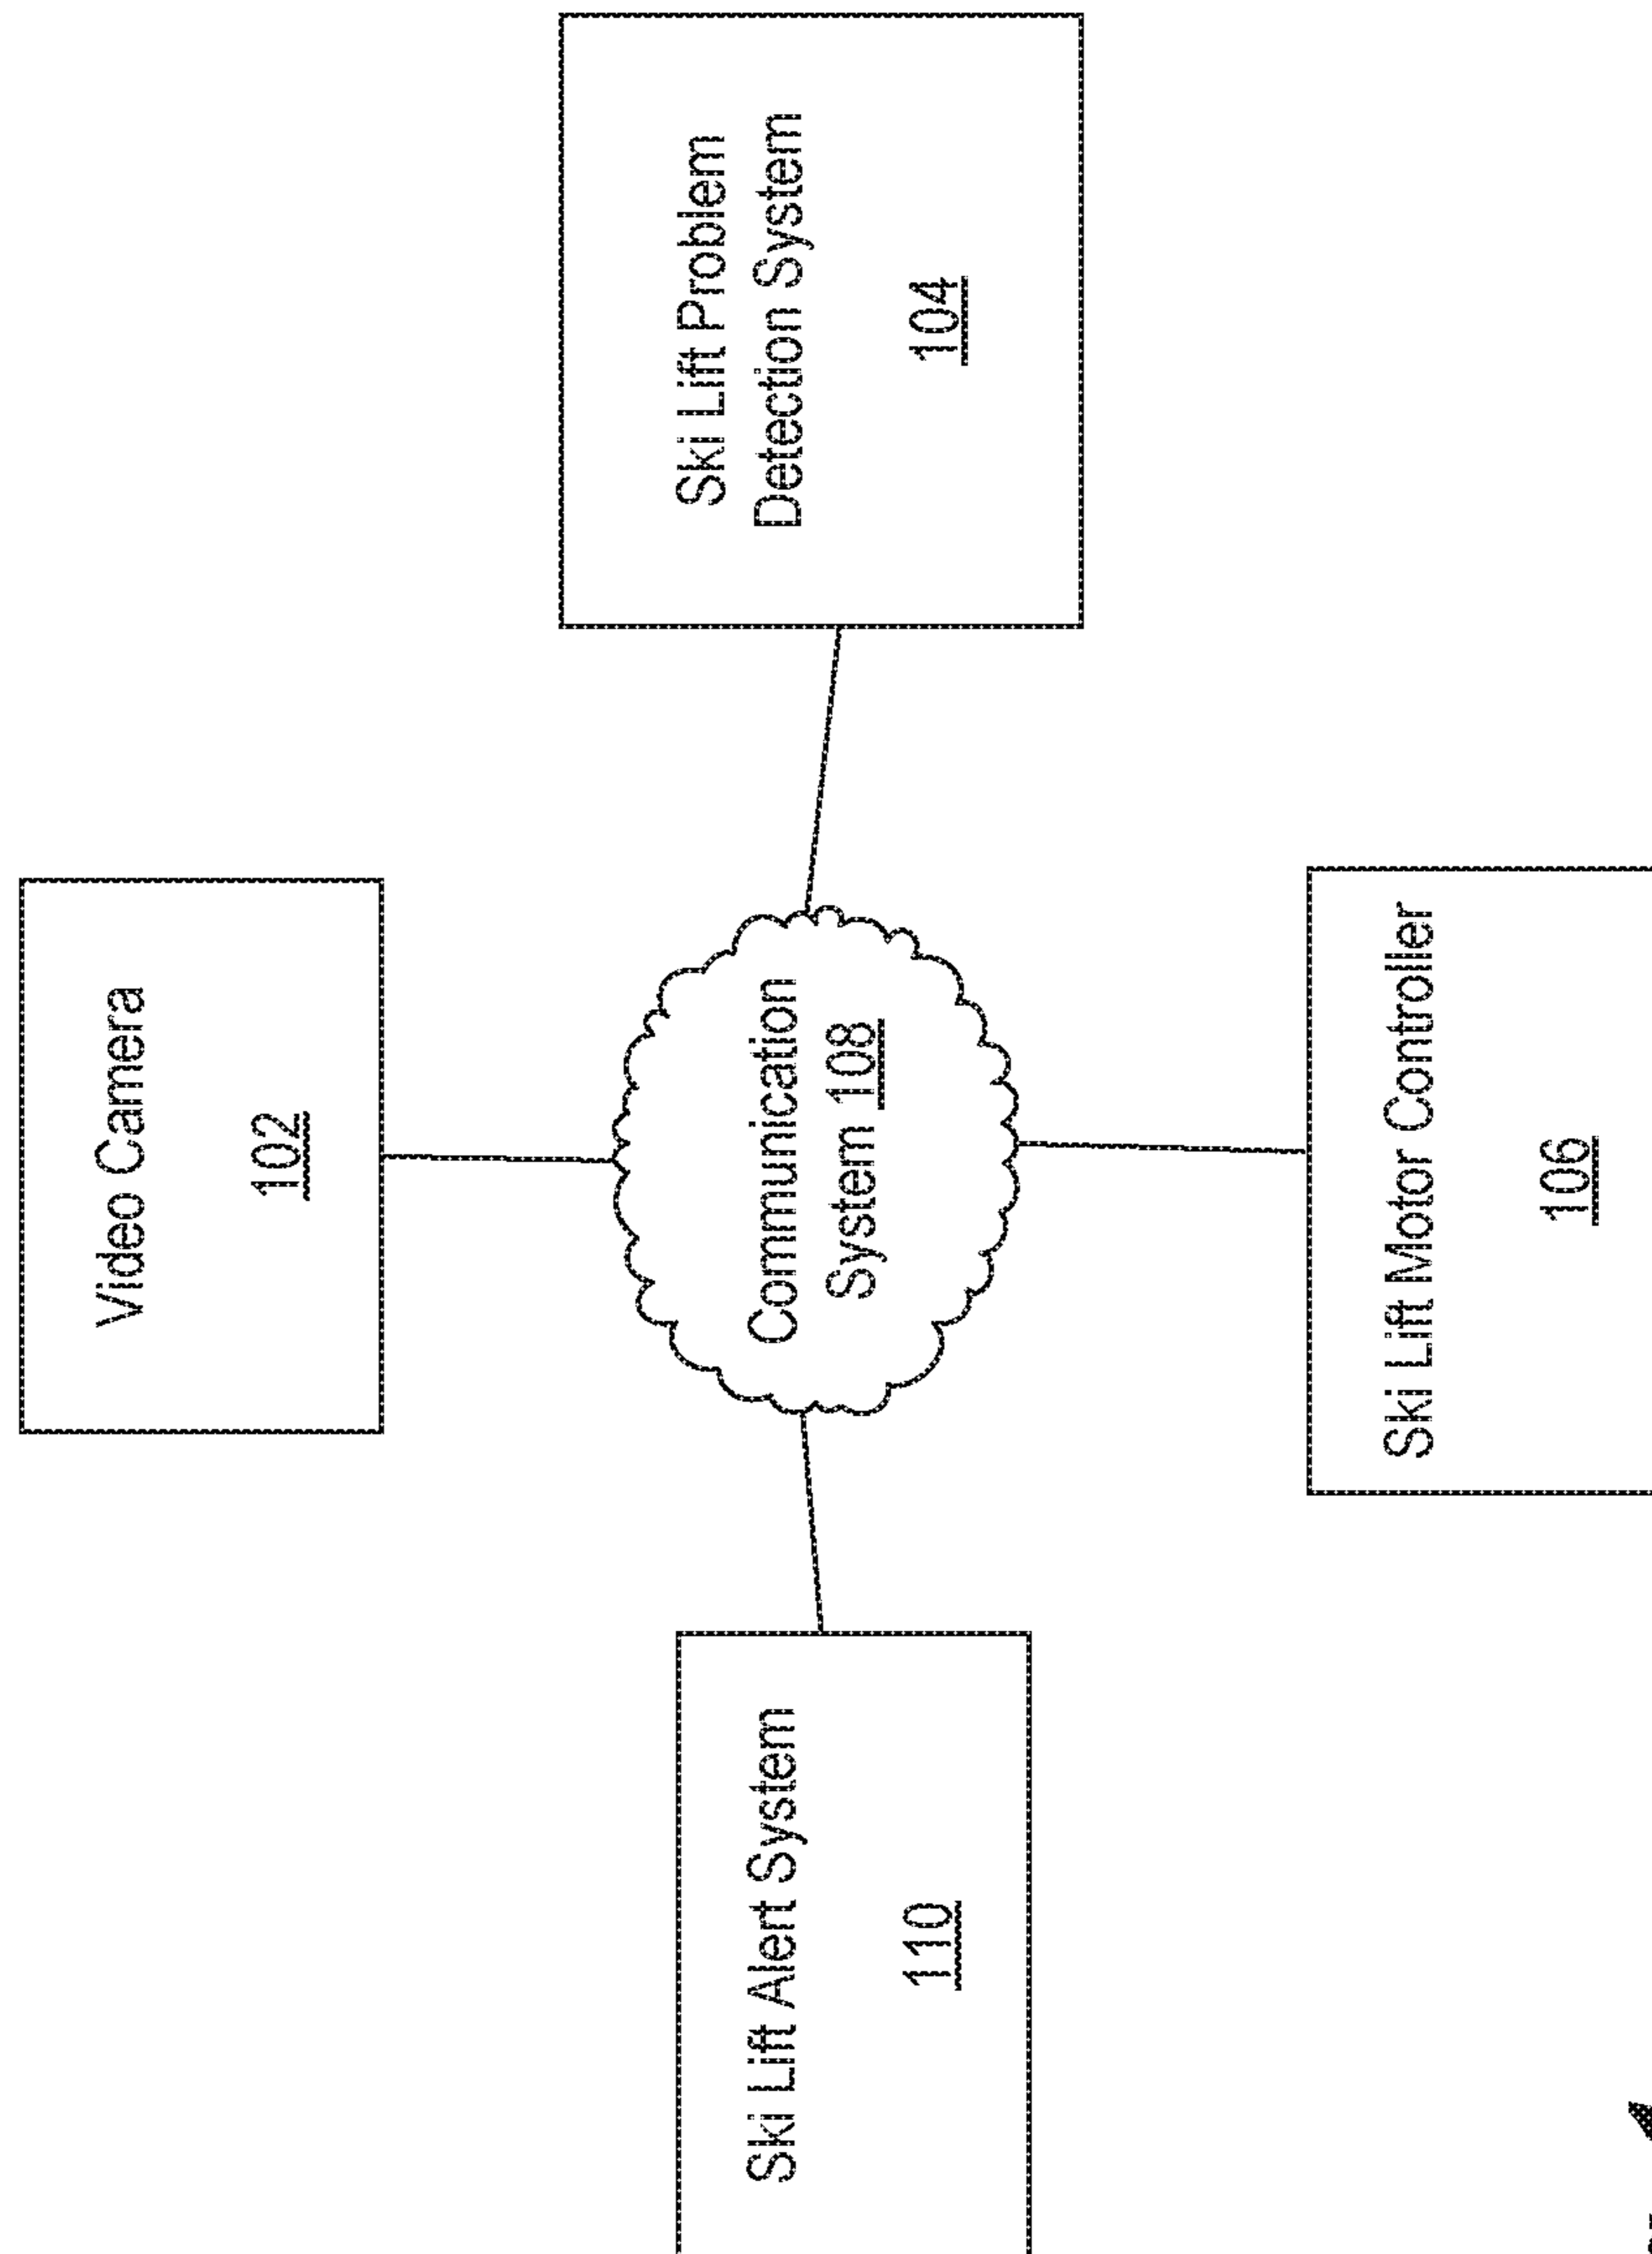 Video Camera
102
Ski Lift Problem
Detection System
104
Communication
System 108
Ski Lift Alert System
110
Ski Lift Motor Controller
106